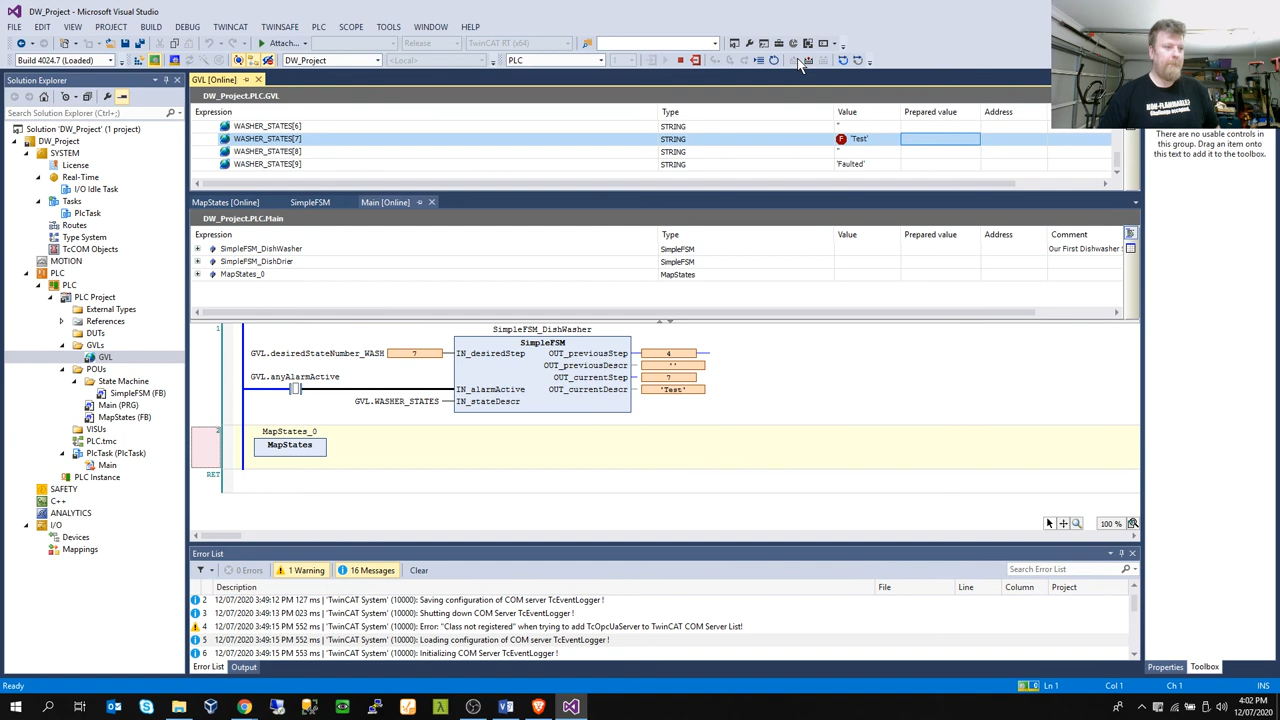 DW_Project - Microsoft Visual Studio
FILE EDIT VIEW PROJECT BUILD DEBUG TWINCAT TWINSAFE PLC SCOPE TOOLS WINDOW HELP
Attach... Release TwinCAT RT (x64)
Build 4024.7 (Loaded) DW_Project <Local> PLC
Solution Explorer
Search Solution Explorer (Ctrl+;)
Solution 'DW_Project' (1 project)
DW_Project
SYSTEM
License
Real-Time
I/O Idle Task
Tasks
PlcTask
Routes
Type System
TcCOM Objects
MOTION
PLC
PLC
PLC Project
External Types
References
DUTs
GVLs
GVL
POUs
State Machine
SimpleFSM (FB)
Main (PRG)
MapStates (FB)
VISUs
PLC.tmc
PlcTask (PlcTask)
Main
PLC Instance
SAFETY
C++
ANALYTICS
I/O
Devices
Mappings
GVL [Online]
DW_Project.PLC.GVL
Expression Type Value Prepared value Address
WASHER_STATES[6] STRING ''
WASHER_STATES[7] STRING F 'Test'
WASHER_STATES[8] STRING ''
WASHER_STATES[9] STRING 'Faulted'
MapStates [Online] SimpleFSM Main [Online]
DW_Project.PLC.Main
Expression Type Value Prepared value Address Comment
SimpleFSM_DishWasher SimpleFSM Our First Dishwasher
SimpleFSM_DishDrier SimpleFSM
MapStates_0 MapStates
1
SimpleFSM_DishWasher
SimpleFSM
GVL.desiredStateNumber_WASH 7 IN_desiredStep OUT_previousStep 4
OUT_previousDescr ''
GVL.anyAlarmActive OUT_currentStep 7
IN_alarmActive OUT_currentDescr 'Test'
GVL.WASHER_STATES IN_stateDescr
2
MapStates_0
MapStates
RET
100 %
Error List
0 Errors 1 Warning 16 Messages Clear Search Error List
Description File Line Column Project
2 12/07/2020 3:49:12 PM 127 ms | 'TwinCAT System' (10000): Saving configuration of COM server TcEventLogger !
3 12/07/2020 3:49:13 PM 023 ms | 'TwinCAT System' (10000): Shutting down COM Server TcEventLogger !
4 12/07/2020 3:49:15 PM 552 ms | 'TwinCAT System' (10000): Error: "Class not registered" when trying to add TcOpcUaServer to TwinCAT COM Server List!
5 12/07/2020 3:49:15 PM 552 ms | 'TwinCAT System' (10000): Loading configuration of COM server TcEventLogger !
6 12/07/2020 3:49:15 PM 553 ms | 'TwinCAT System' (10000): Initializing COM Server TcEventLogger !
Error List Output
There are no usable controls in this group. Drag an item onto this text to add it to the toolbox.
Properties Toolbox
Ready Ln 1 Col 1 Ch 1 INS
4:02 PM
12/07/2020
NON-FLAMMABLE?
Challenge accepted.